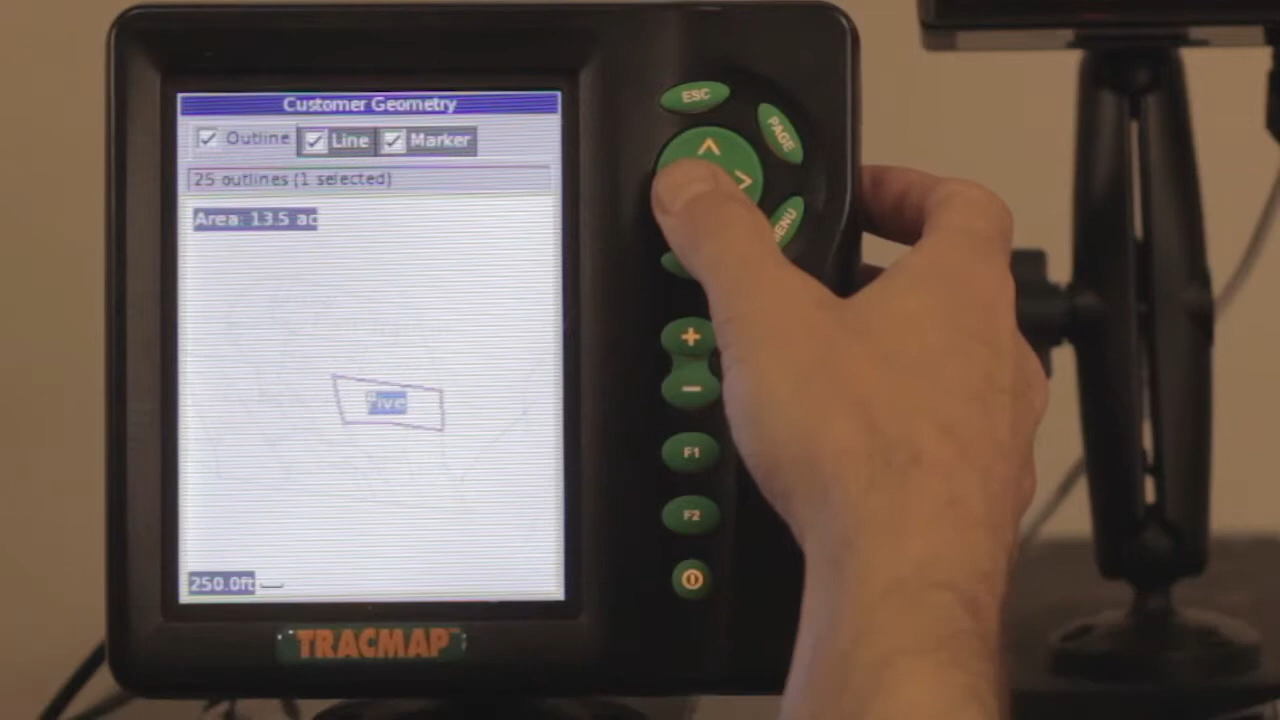 Customer Geometry
Outline Line Marker
25 outlines (1 selected)
Area: 13.5 ac
Five
250.0ft
TRACMAP
ESC
PAGE
MENU
+
−
F1
F2